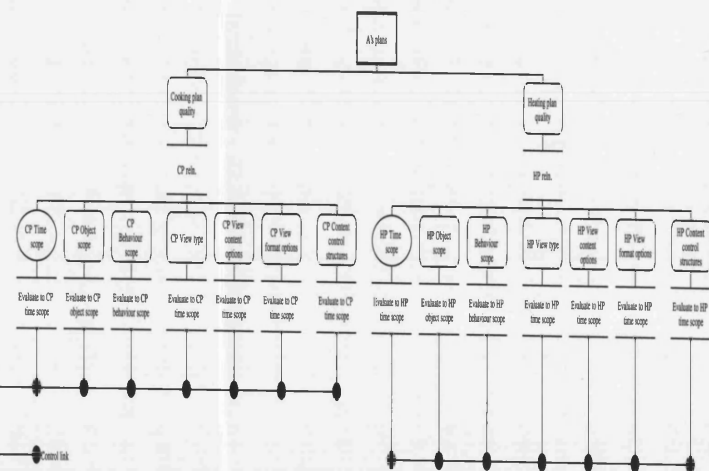 A's plans
Cooking plan
quality
Heating plan
quality
CP reln.
HP reln.
CP Time
scope
CP Object
scope
CP
Behaviour
scope
CP View type
CP View
content
options
CP View
format options
CP Content
control
structures
HP Time
scope
HP Object
scope
HP
Behaviour
scope
HP View type
HP View
content
options
HP View
format options
HP Content
control
structures
Evaluate to CP
time scope
Evaluate to CP
object scope
Evaluate to CP
behaviour scope
Evaluate to CP
time scope
Evaluate to CP
time scope
Evaluate to CP
time scope
Evaluate to CP
time scope
Evaluate to HP
time scope
Evaluate to HP
object scope
Evaluate to HP
behaviour scope
Evaluate to HP
time scope
Evaluate to HP
time scope
Evaluate to HP
time scope
Evaluate to HP
time scope
Control link